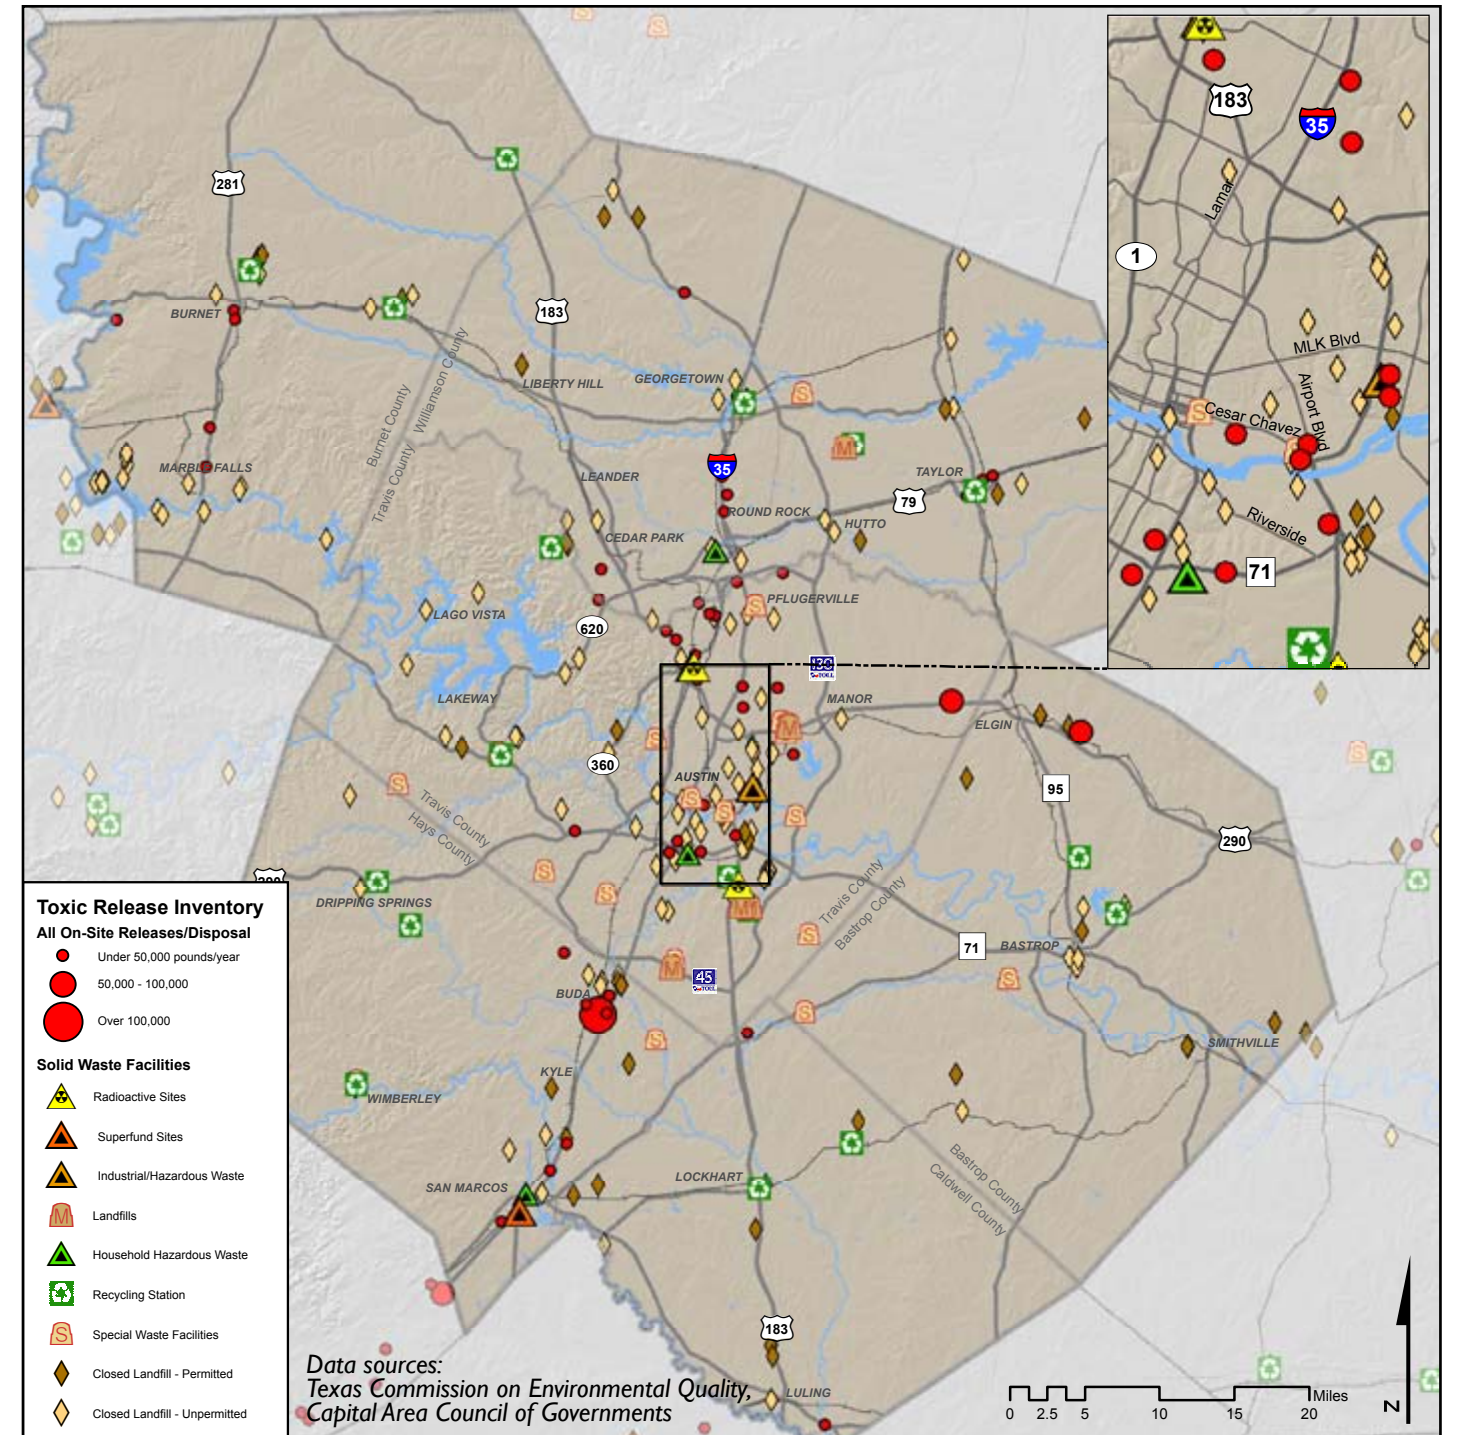 183
35
Lamar
1
MLK Blvd
Airport Blvd
Cesar Chavez
Riverside
71
281
BURNET
183
Burnet County
Williamson County
LIBERTY HILL
GEORGETOWN
Travis County
MARBLE FALLS
LEANDER
35
TAYLOR
79
ROUND ROCK
HUTTO
CEDAR PARK
PFLUGERVILLE
LAGO VISTA
620
130
TOLL
LAKEWAY
MANOR
ELGIN
360
AUSTIN
95
Travis County
Hays County
290
290
DRIPPING SPRINGS
Travis County
Bastrop County
71
BASTROP
45
TOLL
BUDA
SMITHVILLE
KYLE
WIMBERLEY
Bastrop County
Caldwell County
SAN MARCOS
LOCKHART
183
LULING
Toxic Release Inventory
All On-Site Releases/Disposal
Under 50,000 pounds/year
50,000 - 100,000
Over 100,000
Solid Waste Facilities
Radioactive Sites
Superfund Sites
Industrial/Hazardous Waste
M Landfills
Household Hazardous Waste
Recycling Station
S Special Waste Facilities
Closed Landfill - Permitted
Closed Landfill - Unpermitted
Data sources:
Texas Commission on Environmental Quality,
Capital Area Council of Governments
Miles
0 2.5 5 10 15 20
N